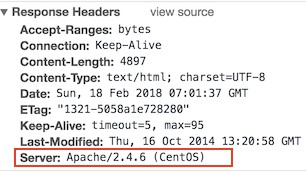 ▼ Response Headers view source
Accept-Ranges: bytes
Connection: Keep-Alive
Content-Length: 4897
Content-Type: text/html; charset=UTF-8
Date: Sun, 18 Feb 2018 07:01:37 GMT
ETag: "1321-5058a1e728280"
Keep-Alive: timeout=5, max=95
Last-Modified: Thu, 16 Oct 2014 13:20:58 GMT
Server: Apache/2.4.6 (CentOS)